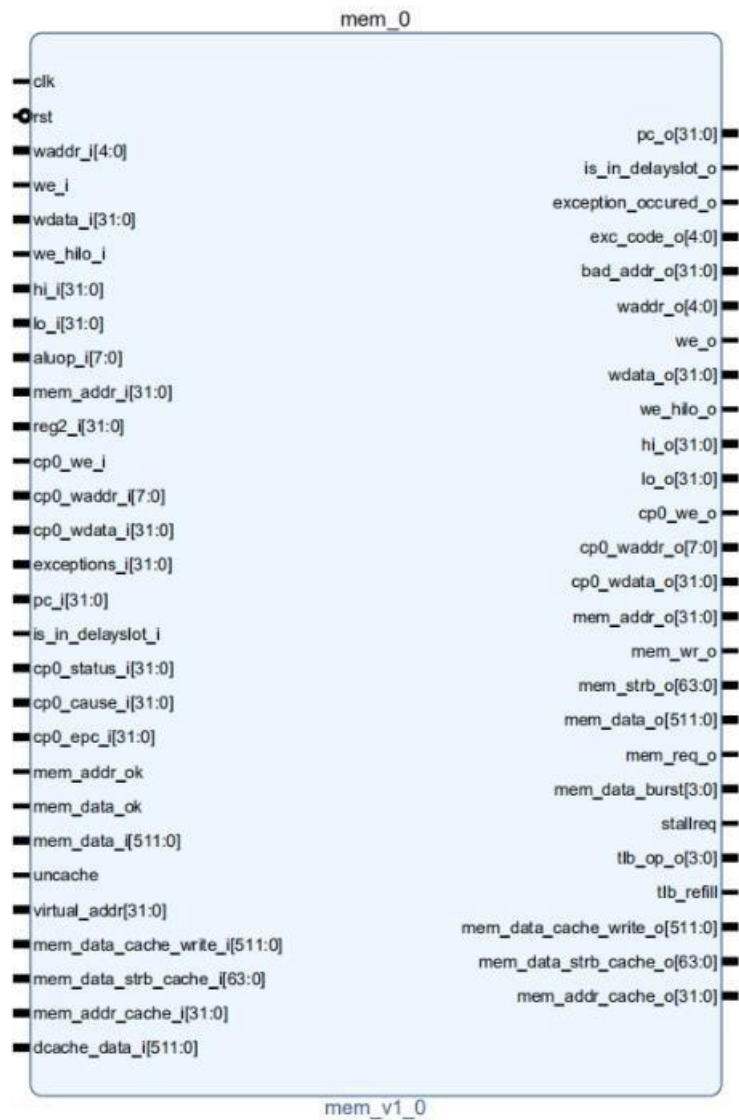 mem_0
clk
rst
waddr_i[4:0]
we_i
wdata_i[31:0]
we_hilo_i
hi_i[31:0]
lo_i[31:0]
aluop_i[7:0]
mem_addr_i[31:0]
reg2_i[31:0]
cp0_we_i
cp0_waddr_i[7:0]
cp0_wdata_i[31:0]
exceptions_i[31:0]
pc_i[31:0]
is_in_delayslot_i
cp0_status_i[31:0]
cp0_cause_i[31:0]
cp0_epc_i[31:0]
mem_addr_ok
mem_data_ok
mem_data_i[511:0]
uncache
virtual_addr[31:0]
mem_data_cache_write_i[511:0]
mem_data_strb_cache_i[63:0]
mem_addr_cache_i[31:0]
dcache_data_i[511:0]
pc_o[31:0]
is_in_delayslot_o
exception_occured_o
exc_code_o[4:0]
bad_addr_o[31:0]
waddr_o[4:0]
we_o
wdata_o[31:0]
we_hilo_o
hi_o[31:0]
lo_o[31:0]
cp0_we_o
cp0_waddr_o[7:0]
cp0_wdata_o[31:0]
mem_addr_o[31:0]
mem_wr_o
mem_strb_o[63:0]
mem_data_o[511:0]
mem_req_o
mem_data_burst[3:0]
stallreq
tlb_op_o[3:0]
tlb_refill
mem_data_cache_write_o[511:0]
mem_data_strb_cache_o[63:0]
mem_addr_cache_o[31:0]
mem_v1_0